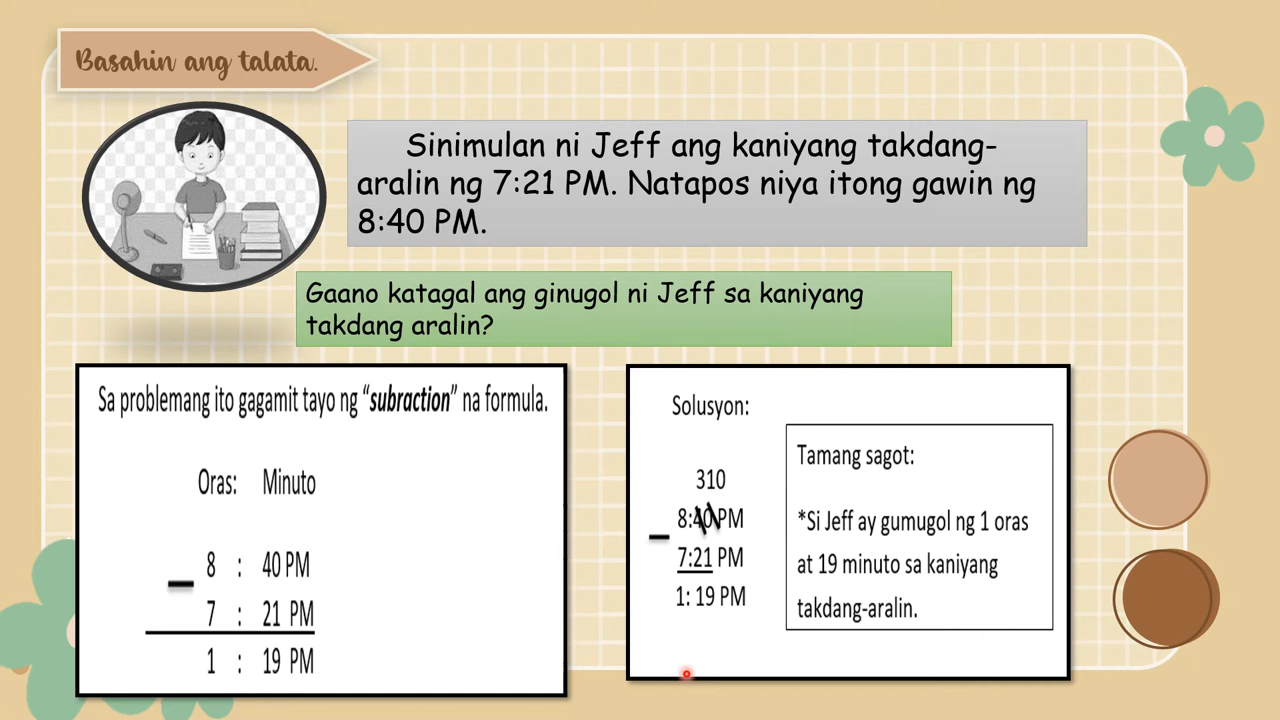 Basahin ang talata.
Sinimulan ni Jeff ang kaniyang takdang-
aralin ng 7:21 PM. Natapos niya itong gawin ng
8:40 PM.
Gaano katagal ang ginugol ni Jeff sa kaniyang
takdang aralin?
Sa problemang ito gagamit tayo ng “subraction” na formula.
Oras: Minuto
8 : 40 PM
7 : 21 PM
1 : 19 PM
Solusyon:
310
8:40 PM
7:21 PM
1: 19 PM
Tamang sagot:
*Si Jeff ay gumugol ng 1 oras
at 19 minuto sa kaniyang
takdang-aralin.